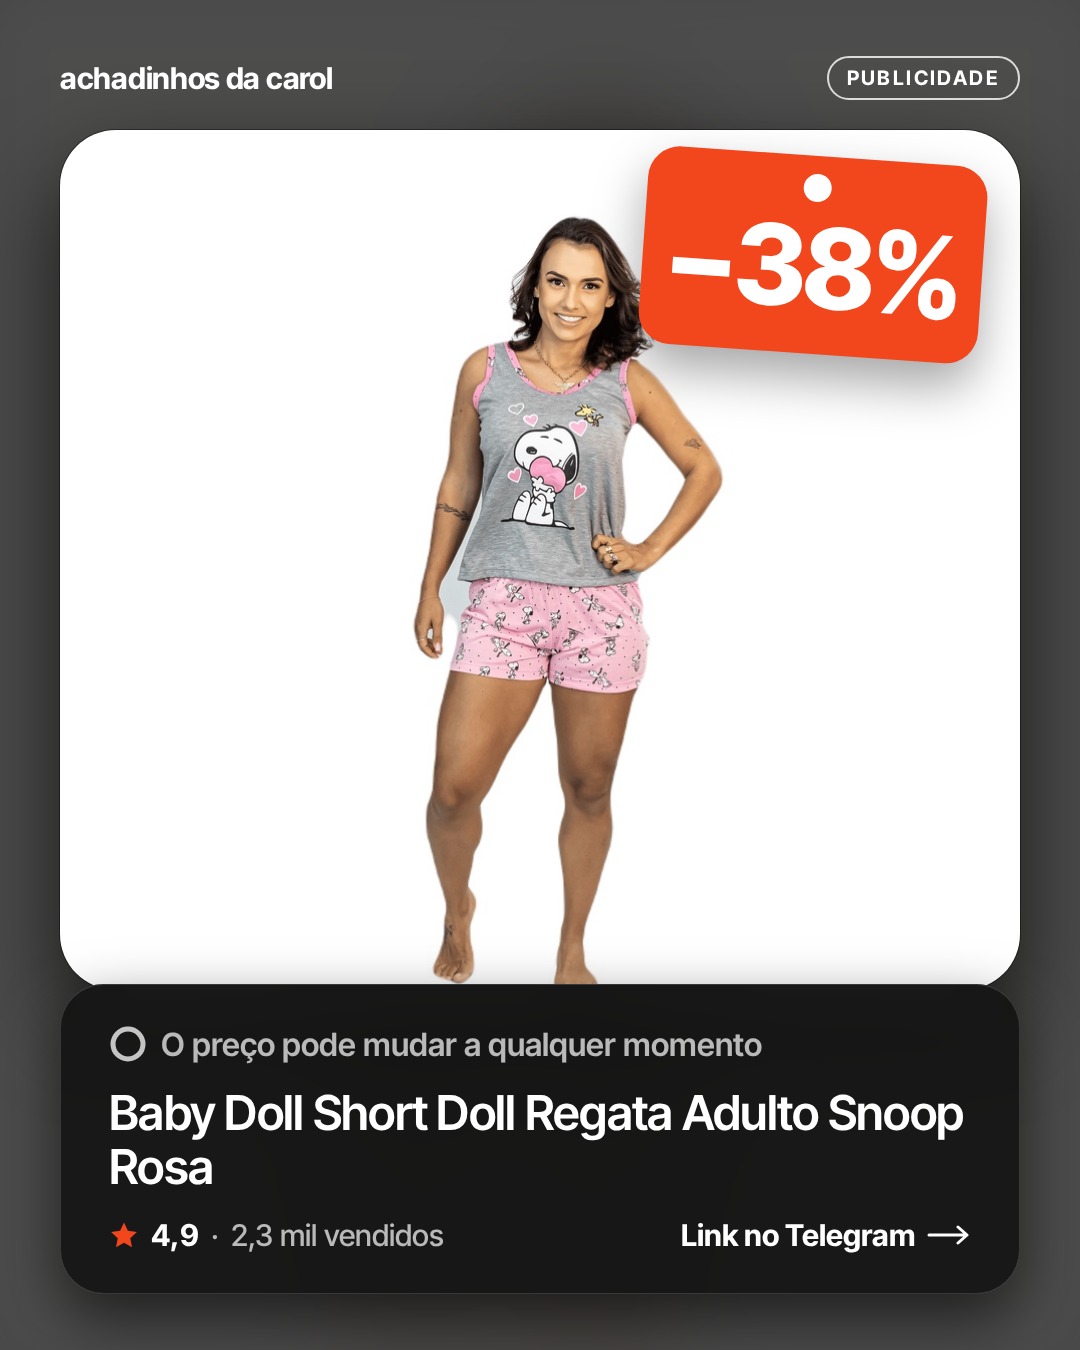 achadinhos da carol
PUBLICIDADE
–38%
O preço pode mudar a qualquer momento
Baby Doll Short Doll Regata Adulto Snoop
Rosa
4,9 · 2,3 mil vendidos
Link no Telegram →